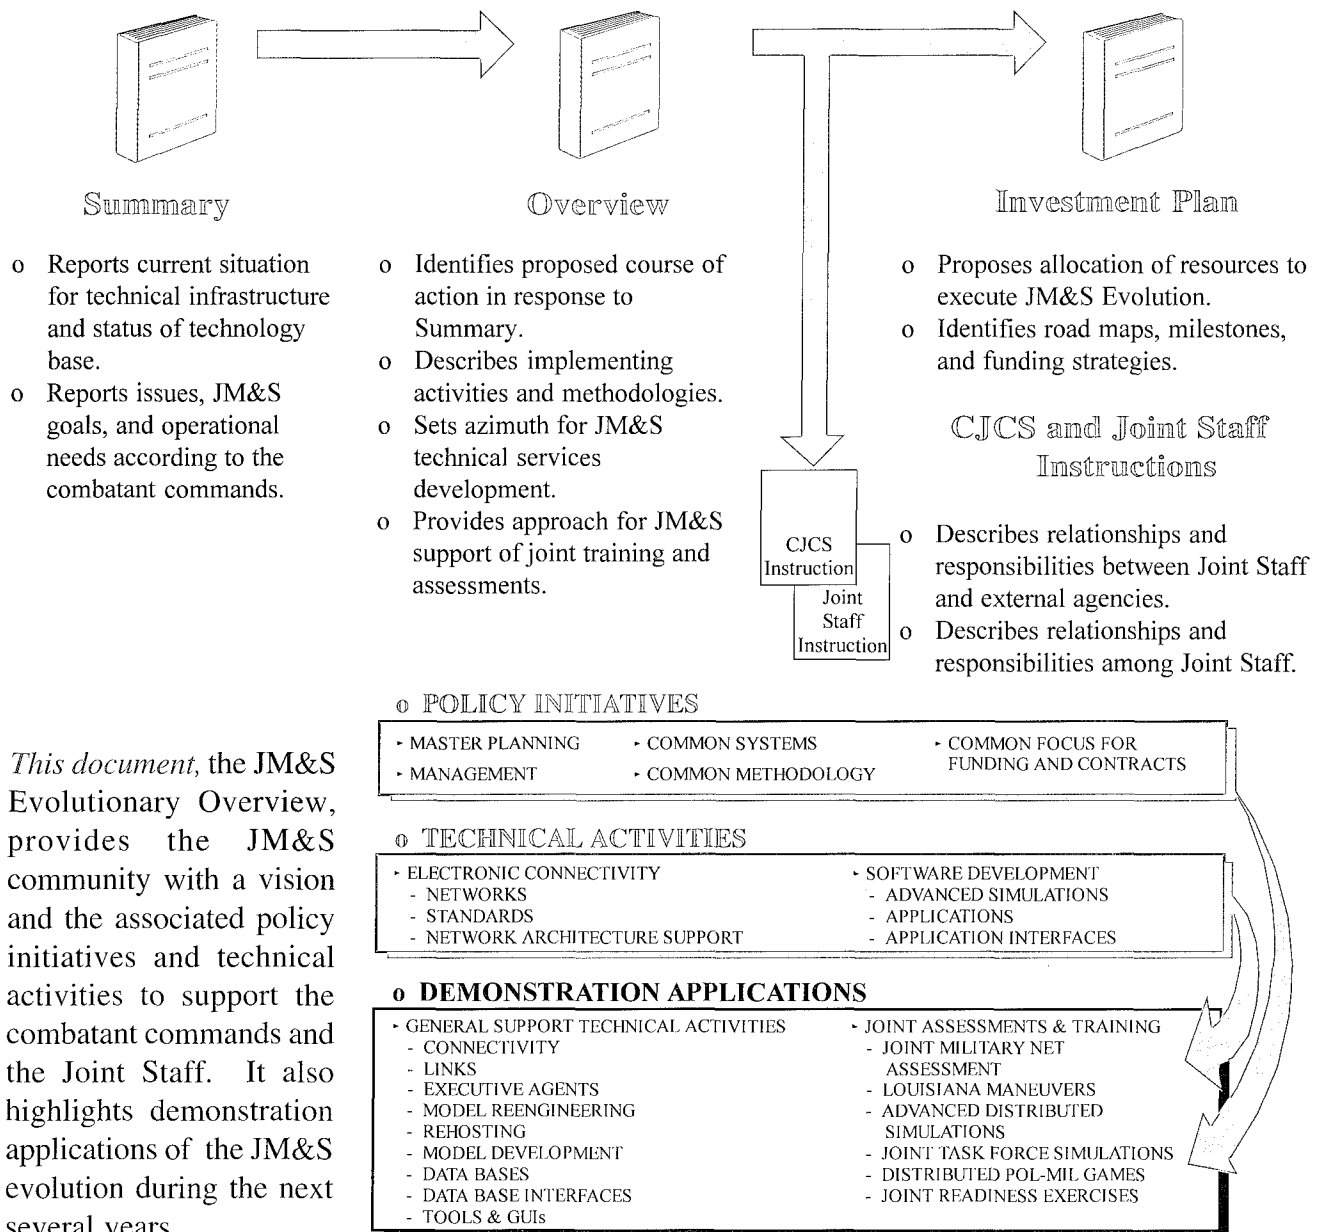 Summary
o Reports current situation
for technical infrastructure
and status of technology
base.
o Reports issues, JM&S
goals, and operational
needs according to the
combatant commands.
Overview
o Identifies proposed course of
action in response to
Summary.
o Describes implementing
activities and methodologies.
o Sets azimuth for JM&S
technical services
development.
o Provides approach for JM&S
support of joint training and
assessments.
Investment Plan
o Proposes allocation of resources to
execute JM&S Evolution.
o Identifies road maps, milestones,
and funding strategies.
CJCS and Joint Staff
Instructions
CJCS
Instruction
Joint
Staff
Instruction
o Describes relationships and
responsibilities between Joint Staff
and external agencies.
o Describes relationships and
responsibilities among Joint Staff.
This document, the JM&S
Evolutionary Overview,
provides the JM&S
community with a vision
and the associated policy
initiatives and technical
activities to support the
combatant commands and
the Joint Staff. It also
highlights demonstration
applications of the JM&S
evolution during the next
several years.
o POLICY INITIATIVES
‣ MASTER PLANNING
‣ MANAGEMENT
‣ COMMON SYSTEMS
‣ COMMON METHODOLOGY
‣ COMMON FOCUS FOR
FUNDING AND CONTRACTS
o TECHNICAL ACTIVITIES
‣ ELECTRONIC CONNECTIVITY
- NETWORKS
- STANDARDS
- NETWORK ARCHITECTURE SUPPORT
‣ SOFTWARE DEVELOPMENT
- ADVANCED SIMULATIONS
- APPLICATIONS
- APPLICATION INTERFACES
o DEMONSTRATION APPLICATIONS
‣ GENERAL SUPPORT TECHNICAL ACTIVITIES
- CONNECTIVITY
- LINKS
- EXECUTIVE AGENTS
- MODEL REENGINEERING
- REHOSTING
- MODEL DEVELOPMENT
- DATA BASES
- DATA BASE INTERFACES
- TOOLS & GUIs
‣ JOINT ASSESSMENTS & TRAINING
- JOINT MILITARY NET
ASSESSMENT
- LOUISIANA MANEUVERS
- ADVANCED DISTRIBUTED
SIMULATIONS
- JOINT TASK FORCE SIMULATIONS
- DISTRIBUTED POL-MIL GAMES
- JOINT READINESS EXERCISES